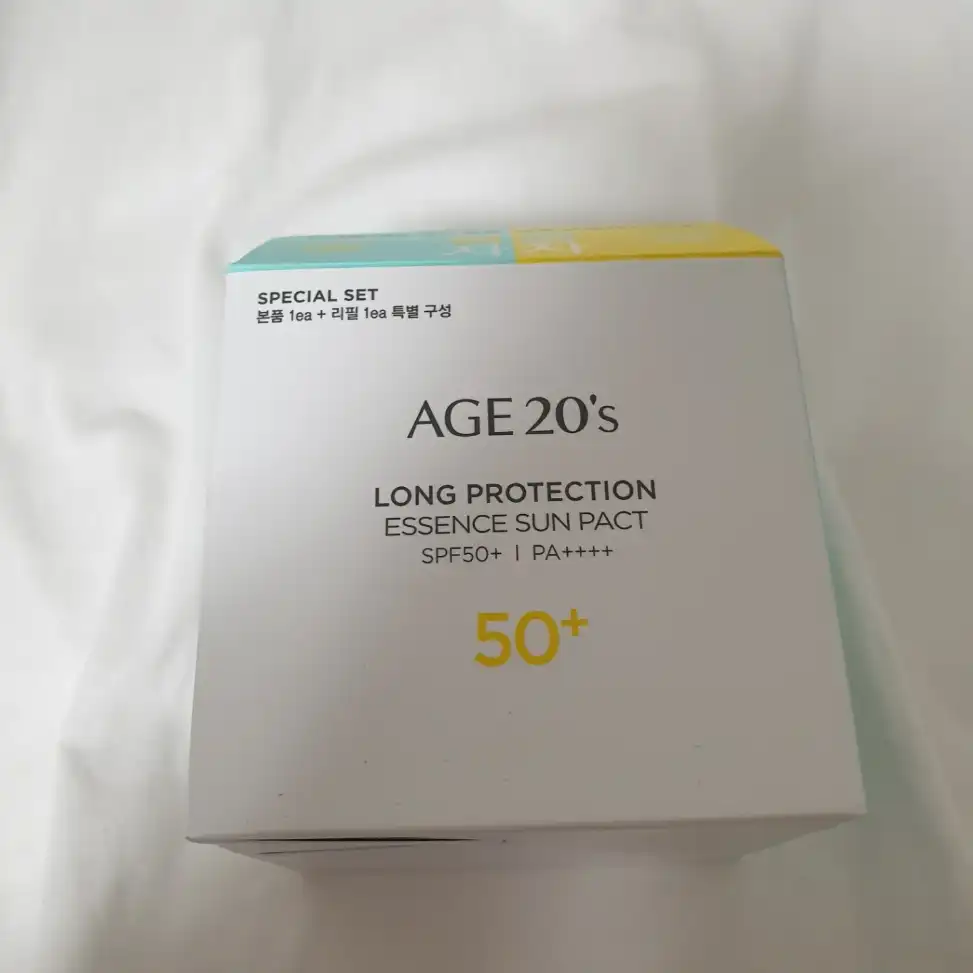 SPECIAL SET
본품 1ea + 리필 1ea 특별 구성
AGE 20's
LONG PROTECTION
ESSENCE SUN PACT
SPF50+ | PA++++
50+